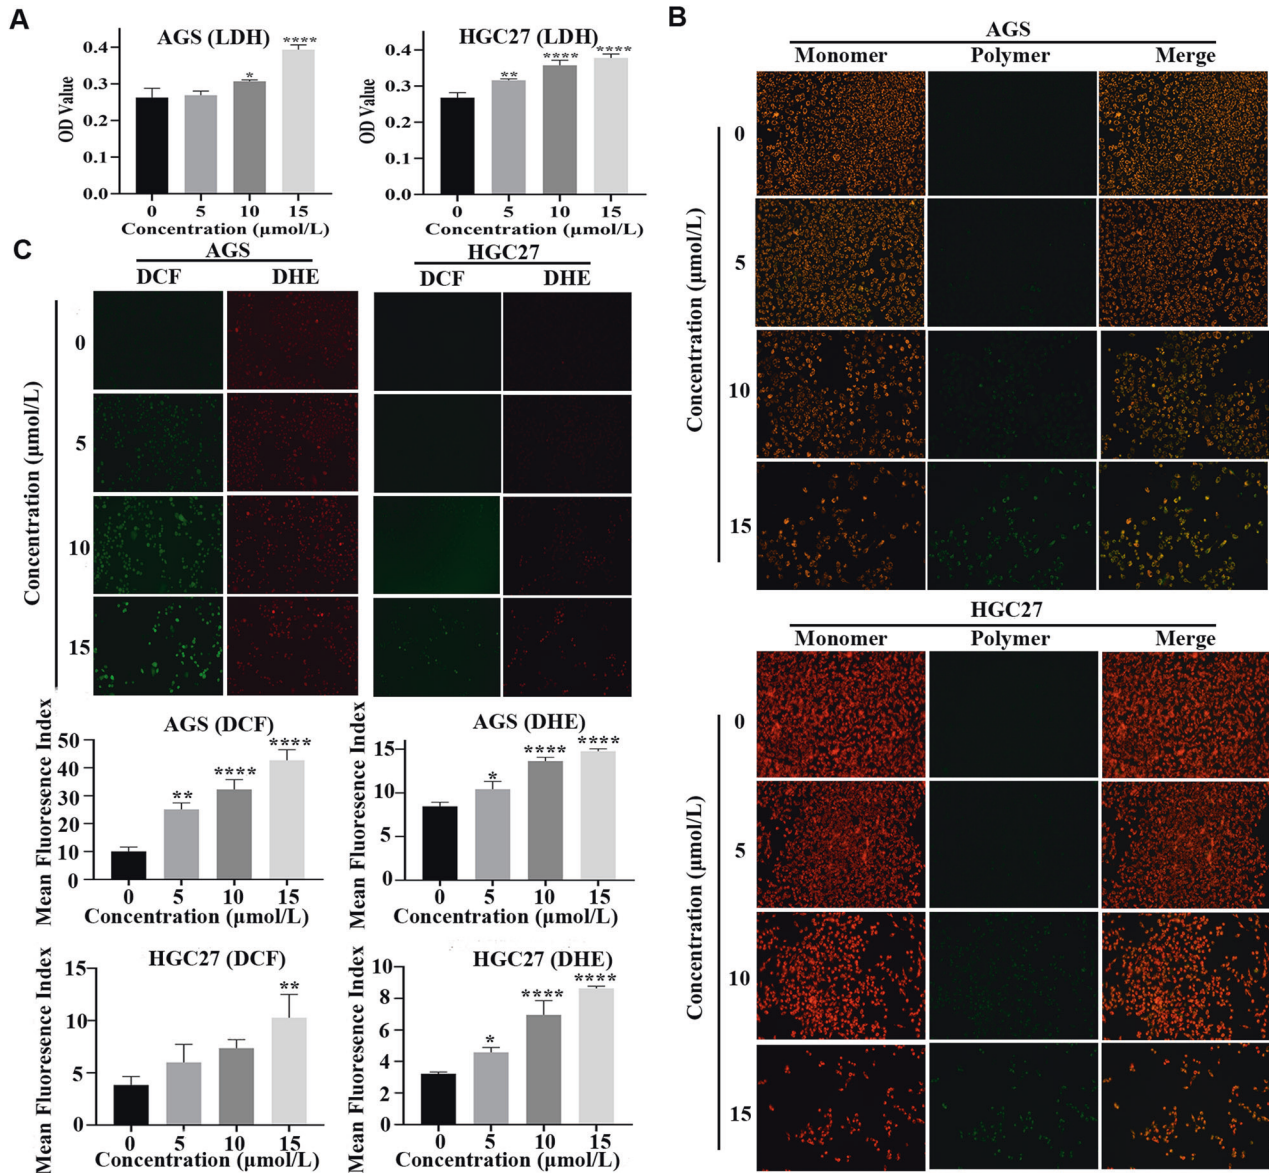 A
AGS (LDH)
OD Value
0.4
0.3
0.2
0.1
0.0
*
****
0
5
10
15
Concentration (μmol/L)
HGC27 (LDH)
OD Value
0.4
0.3
0.2
0.1
0.0
**
****
****
0
5
10
15
Concentration (μmol/L)
B
AGS
Monomer
Polymer
Merge
Concentration (μmol/L)
0
5
10
15
HGC27
Monomer
Polymer
Merge
Concentration (μmol/L)
0
5
10
15
C
AGS
DCF
DHE
HGC27
DCF
DHE
Concentration (μmol/L)
0
5
10
15
AGS (DCF)
Mean Fluoresence Index
50
40
30
20
10
0
**
****
****
0
5
10
15
Concentration (μmol/L)
AGS (DHE)
Mean Fluoresence Index
15
10
5
0
*
****
****
0
5
10
15
Concentration (μmol/L)
HGC27 (DCF)
Mean Fluoresence Index
15
10
5
0
**
0
5
10
15
Concentration (μmol/L)
HGC27 (DHE)
Mean Fluoresence Index
10
8
6
4
2
0
*
****
****
0
5
10
15
Concentration (μmol/L)